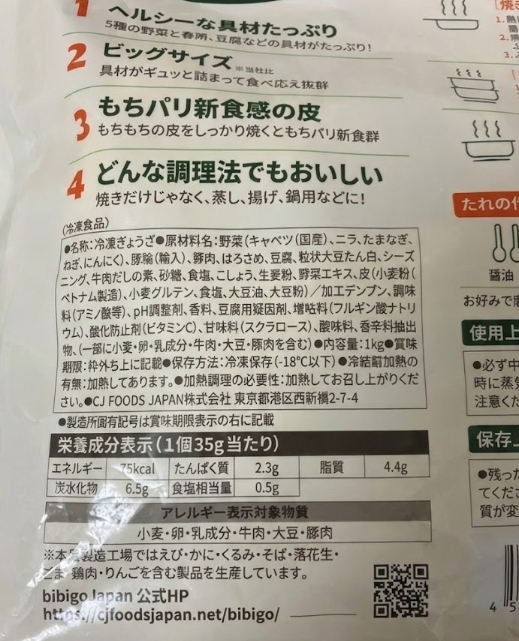 1 ヘルシーな具材たっぷり
5種の野菜と春雨、豆腐などの具材がたっぷり!
2 ビッグサイズ ※当社比
具材がギュッと詰まって食べ応え抜群
3 もちパリ新食感の皮
もちもちの皮をしっかり焼くともちパリ新食群
4 どんな調理法でもおいしい
焼きだけじゃなく、蒸し、揚げ、鍋用などに!
(冷凍食品)
●名称:冷凍ぎょうざ●原材料名:野菜(キャベツ(国産)、ニラ、たまねぎ、
ねぎ、にんにく)、豚脂(輸入)、豚肉、はるさめ、豆腐、粒状大豆たん白、シーズ
ニング、牛肉だしの素、砂糖、食塩、こしょう、生姜粉、野菜エキス、皮(小麦粉(
ベトナム製造)、小麦グルテン、食塩、大豆油、大豆粉)/加工デンプン、調味
料(アミノ酸等)、pH調整剤、香料、豆腐用凝固剤、増粘料(アルギン酸ナトリ
ウム)、酸化防止剤(ビタミンC)、甘味料(スクラロース)、酸味料、香辛料抽出
物、(一部に小麦・卵・乳成分・牛肉・大豆・豚肉を含む)●内容量:1kg●賞味
期限:枠外ち上に記載●保存方法:冷凍保存(-18℃以下)●冷結前加熱の
有無:加熱してあります。●加熱調理の必要性:加熱してお召し上がりくだ
さい。●CJ FOODS JAPAN株式会社 東京都港区西新橋2-7-4
●製造所固有記号は賞味期限表示の右に記載
栄養成分表示(1個35g当たり)
エネルギー 75kcal たんぱく質 2.3g 脂質 4.4g
炭水化物 6.5g 食塩相当量 0.5g
アレルギー表示対象物質
小麦・卵・乳成分・牛肉・大豆・豚肉
※本 製造工場ではえび・かに・くるみ・そば・落花生・
ごま 鶏肉・りんごを含む製品を生産しています。
bibigo Japan 公式HP
https://cjfoodsjapan.net/bibigo/
1.
2.
3.
たれの作
醤油
お好みで
使用上
●必ず中
時に蒸
注意くだ
保存上
●残った
てくださ
質が変
4 5